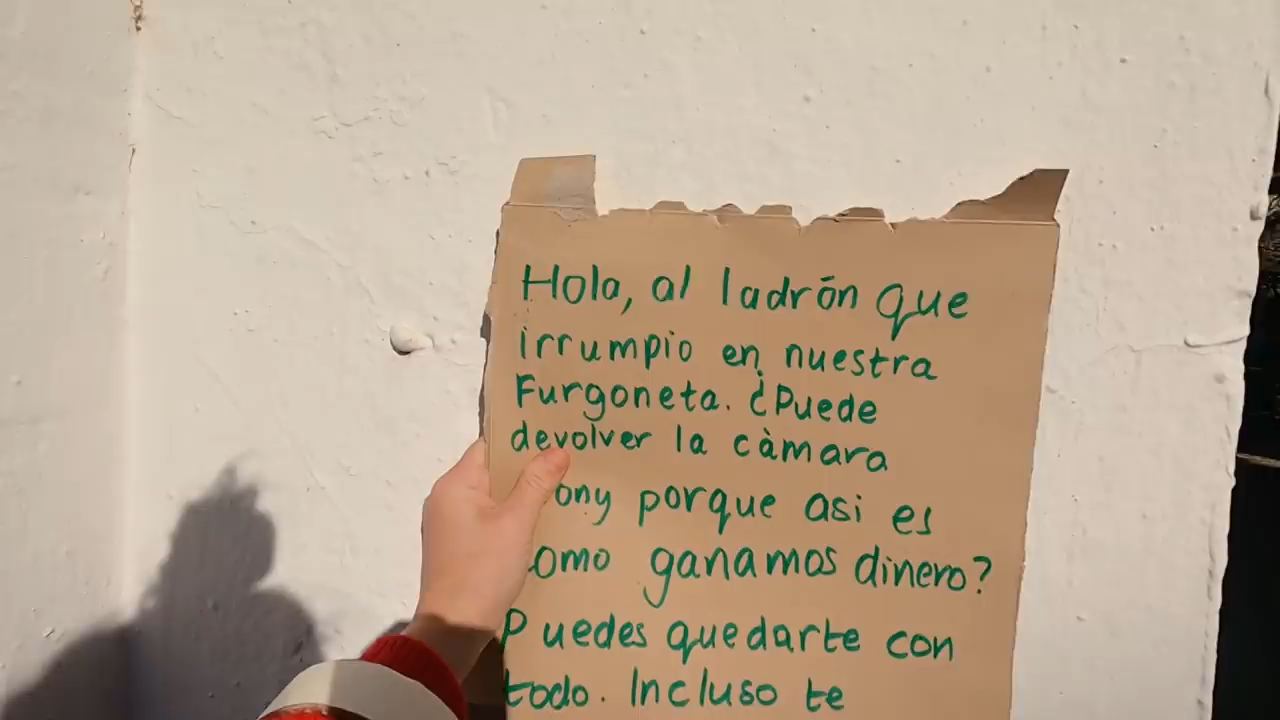 Hola, al ladrón que
irrumpio en nuestra
Furgoneta. ¿Puede
devolver la càmara
ony porque asi es
omo ganamos dinero?
Puedes quedarte con
todo. Incluso te